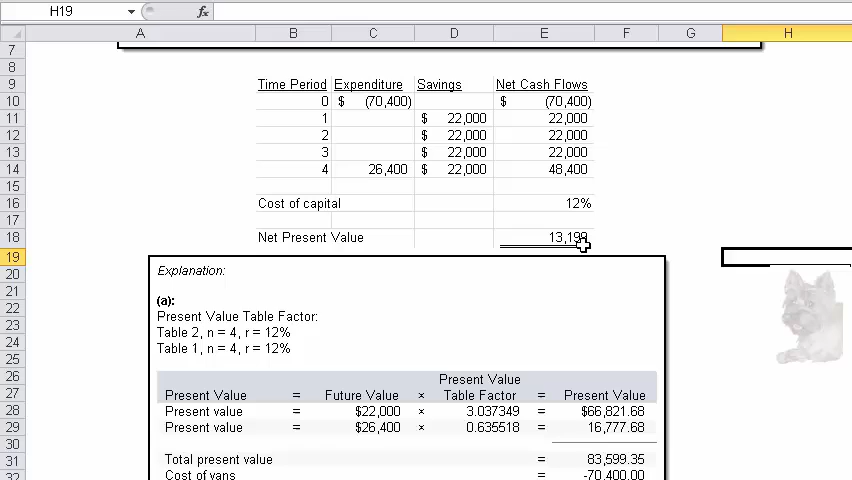 H19 fx
A B C D E F G H
7
8
9 Time Period Expenditure Savings Net Cash Flows
10 0 $ (70,400) $ (70,400)
11 1 $ 22,000 22,000
12 2 $ 22,000 22,000
13 3 $ 22,000 22,000
14 4 26,400 $ 22,000 48,400
15
16 Cost of capital 12%
17
18 Net Present Value 13,199
19
20 Explanation:
21
22 (a):
23 Present Value Table Factor:
24 Table 2, n = 4, r = 12%
25 Table 1, n = 4, r = 12%
26 Present Value
27 Present Value = Future Value × Table Factor = Present Value
28 Present value = $22,000 × 3.037349 = $66,821.68
29 Present value = $26,400 × 0.635518 = 16,777.68
30
31 Total present value = 83,599.35
32 Cost of vans = -70,400.00